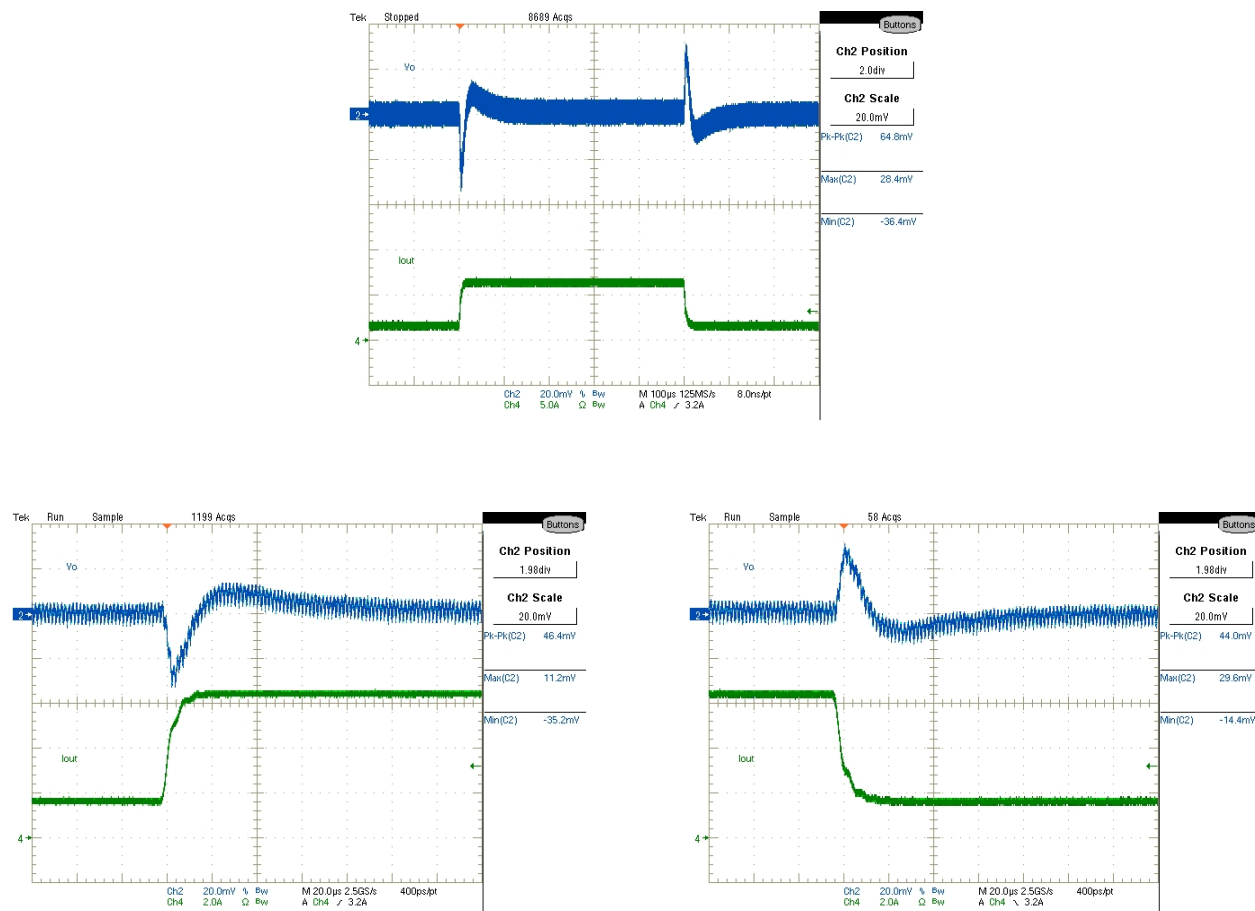 Tek Stopped 8689 Acqs
Buttons
Ch2 Position
2.0div
Ch2 Scale
20.0mV
Vo
2
Pk-Pk(C2) 64.8mV
Max(C2) 28.4mV
Min(C2) -36.4mV
Iout
4
Ch2 20.0mV ∿ Bw M 100µs 125MS/s 8.0ns/pt
Ch4 5.0A Ω Bw A Ch4 ⁄ 3.2A
Tek Run Sample 1199 Acqs
Buttons
Ch2 Position
1.98div
Ch2 Scale
20.0mV
Vo
2
Pk-Pk(C2) 46.4mV
Max(C2) 11.2mV
Min(C2) -35.2mV
Iout
4
Ch2 20.0mV ∿ Bw M 20.0µs 2.5GS/s 400ps/pt
Ch4 2.0A Ω Bw A Ch4 ⁄ 3.2A
Tek Run Sample 58 Acqs
Buttons
Ch2 Position
1.98div
Ch2 Scale
20.0mV
Vo
2
Pk-Pk(C2) 44.0mV
Max(C2) 29.6mV
Min(C2) -14.4mV
Iout
4
Ch2 20.0mV ∿ Bw M 20.0µs 2.5GS/s 400ps/pt
Ch4 2.0A Ω Bw A Ch4 \ 3.2A